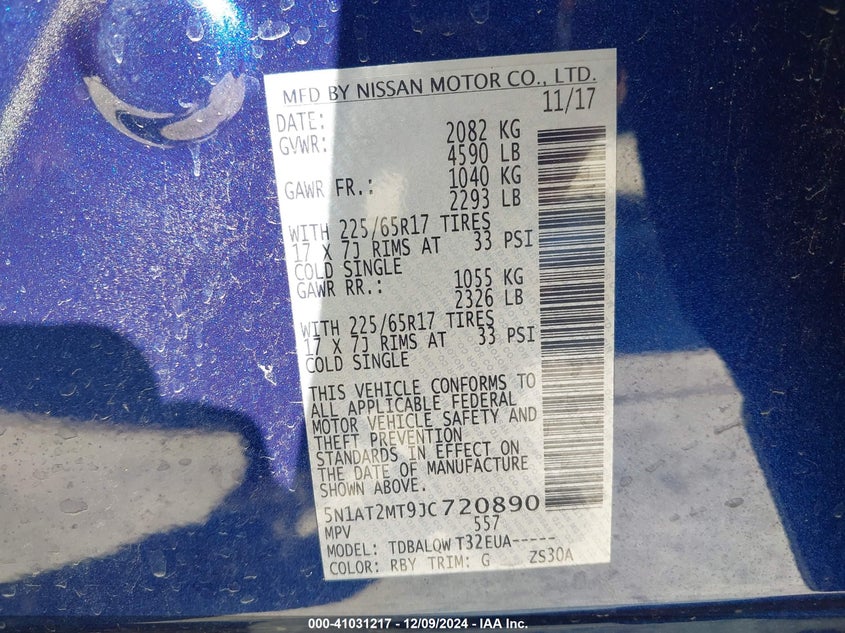 MFD BY NISSAN MOTOR CO., LTD.
DATE: 11/17
GVWR: 2082 KG
4590 LB
GAWR FR.: 1040 KG
2293 LB
WITH 225/65R17 TIRES
17 X 7J RIMS AT 33 PSI
COLD SINGLE
GAWR RR.: 1055 KG
2326 LB
WITH 225/65R17 TIRES
17 X 7J RIMS AT 33 PSI
COLD SINGLE
THIS VEHICLE CONFORMS TO
ALL APPLICABLE FEDERAL
MOTOR VEHICLE SAFETY AND
THEFT PREVENTION
STANDARDS IN EFFECT ON
THE DATE OF MANUFACTURE
SHOWN ABOVE.
5N1AT2MT9JC720890
MPV 557
MODEL: TDBALQW T32EUA-----
COLOR: RBY TRIM: G ZS30A
000-41031217 - 12/09/2024 - IAA Inc.